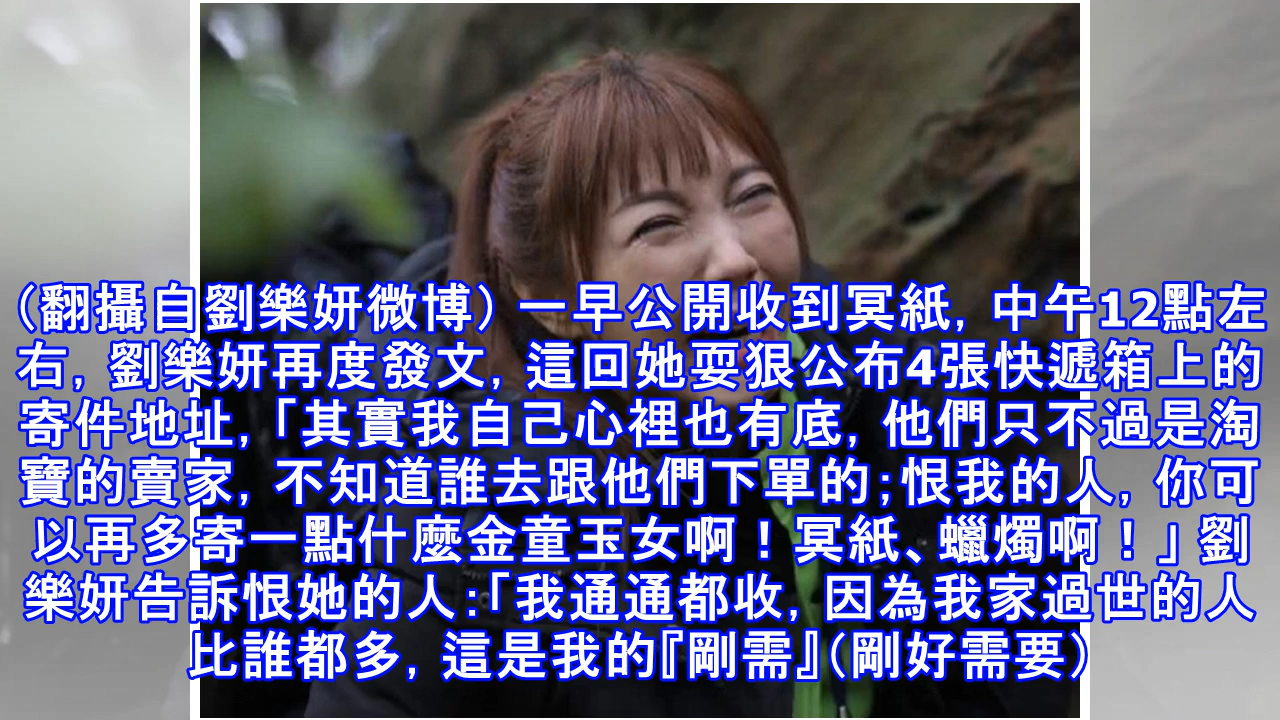 (翻攝自劉樂妍微博) 一早公開收到冥紙, 中午12點左
右, 劉樂妍再度發文, 這回她耍狠公布4張快遞箱上的
寄件地址,「其實我自己心裡也有底, 他們只不過是淘
寶的賣家, 不知道誰去跟他們下單的;恨我的人, 你可
以再多寄一點什麼金童玉女啊！冥紙、蠟燭啊！」劉
樂妍告訴恨她的人:「我通通都收, 因為我家過世的人
比誰都多, 這是我的『剛需』(剛好需要)